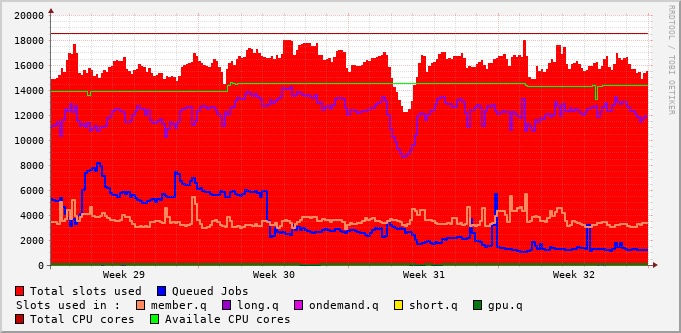 20000
18000
16000
14000
12000
10000
8000
6000
4000
2000
0
Week 29 Week 30 Week 31 Week 32
RRDTOOL / TOBI OETIKER
Total slots used Queued Jobs
Slots used in : member.q long.q ondemand.q short.q gpu.q
Total CPU cores Availale CPU cores